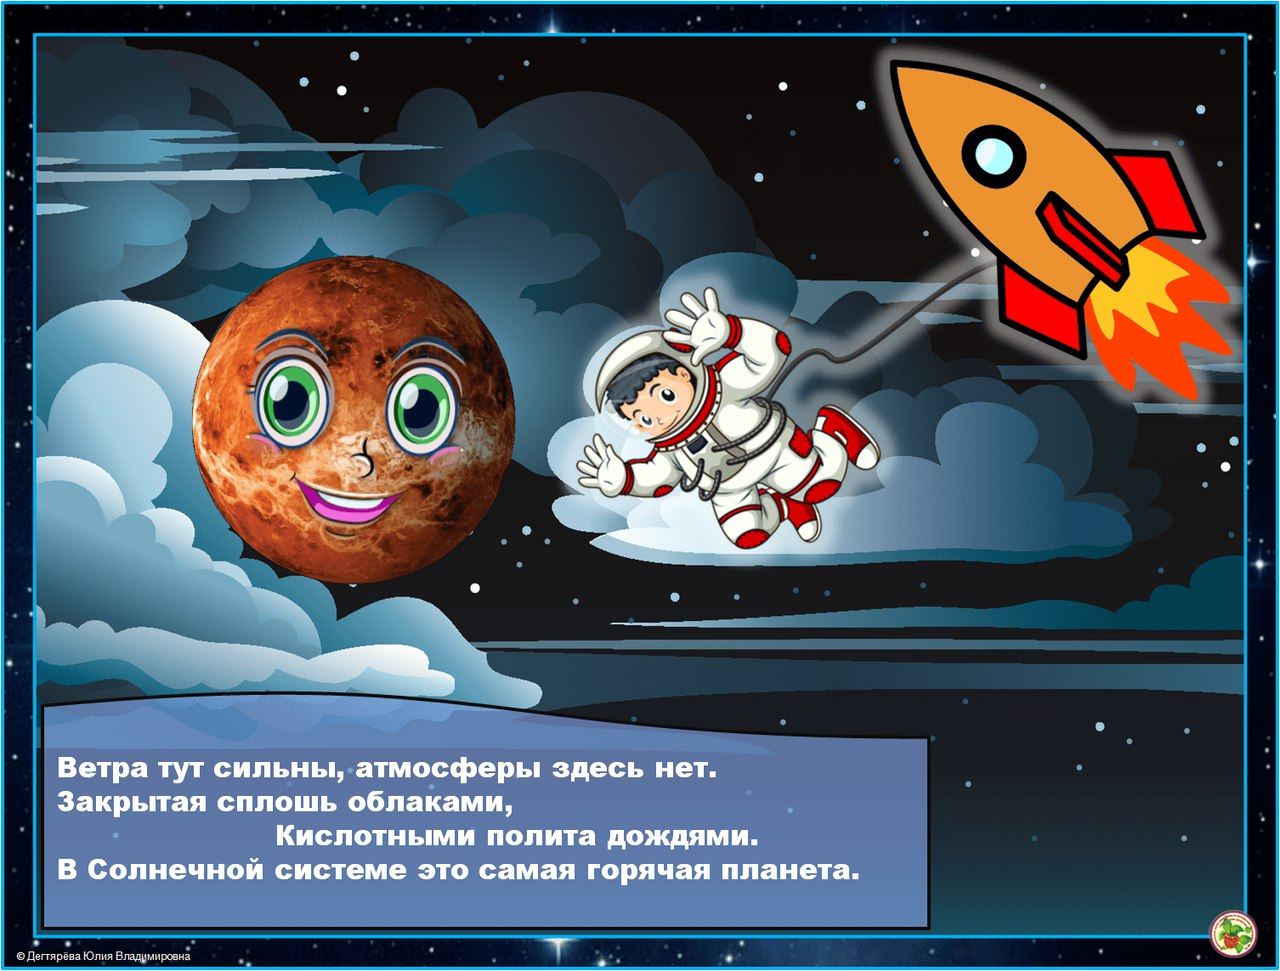 Ветра тут сильны, атмосферы здесь нет.
Закрытая сплошь облаками,
Кислотными полита дождями.
В Солнечной системе это самая горячая планета.
© Дегтярёва Юлия Владимировна